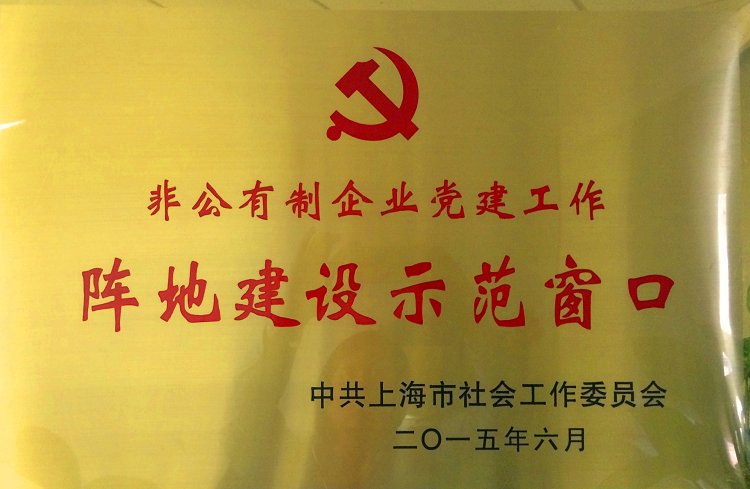 非公有制企业党建工作
阵地建设示范窗口
中共上海市社会工作委员会
二〇一五年六月